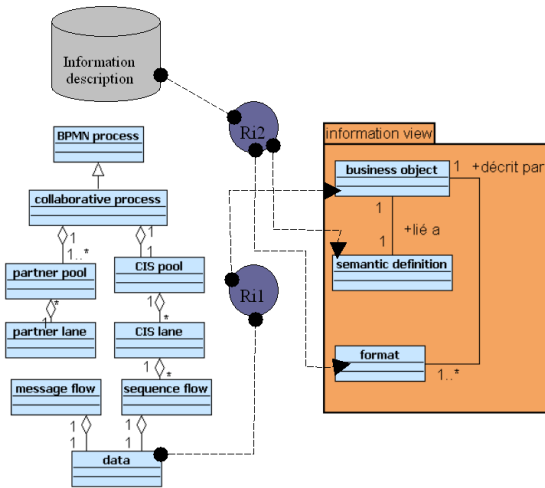 Information
description
Ri2
BPMN process
information view
business object
1
+décrit par
collaborative process
1
1
1
+lié a
1..*
1
1
partner pool
CIS pool
semantic definition
*
1
1
*
Ri1
partner lane
CIS lane
format
1
*
1..*
message flow
sequence flow
1
1
1
1
data